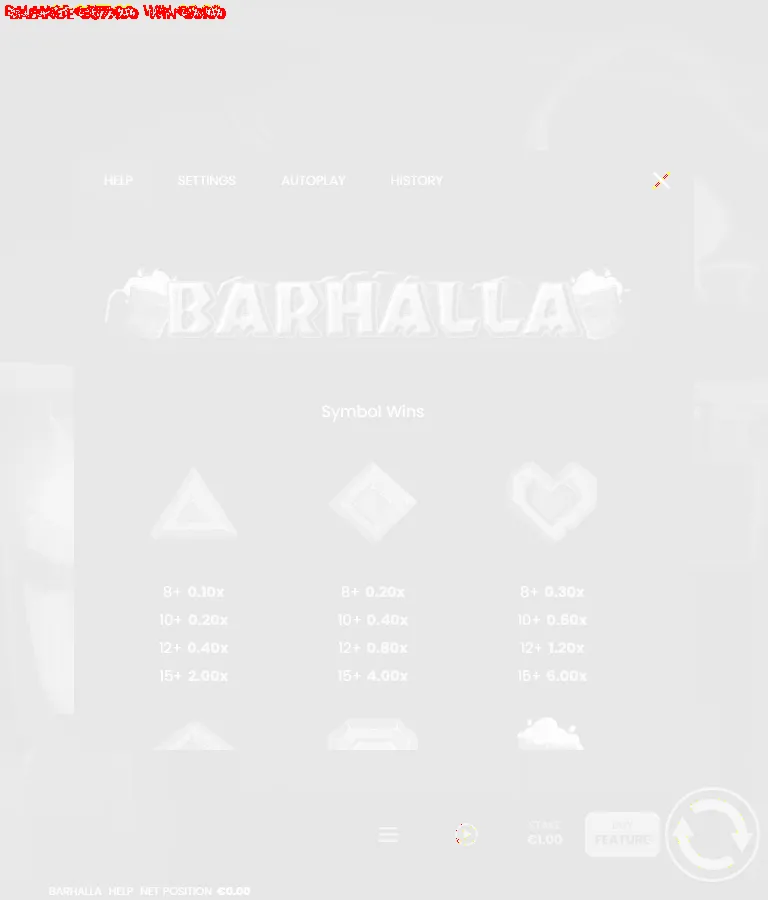 HELP SETTINGS AUTOPLAY HISTORY
BARHALLA
Symbol Wins
8+ 0.10x 8+ 0.20x 8+ 0.30x
10+ 0.20x 10+ 0.40x 10+ 0.60x
12+ 0.40x 12+ 0.80x 12+ 1.20x
15+ 2.00x 15+ 4.00x 15+ 6.00x
€1.00 FEATURE
BARHALLA HELP NET POSITION €0.00